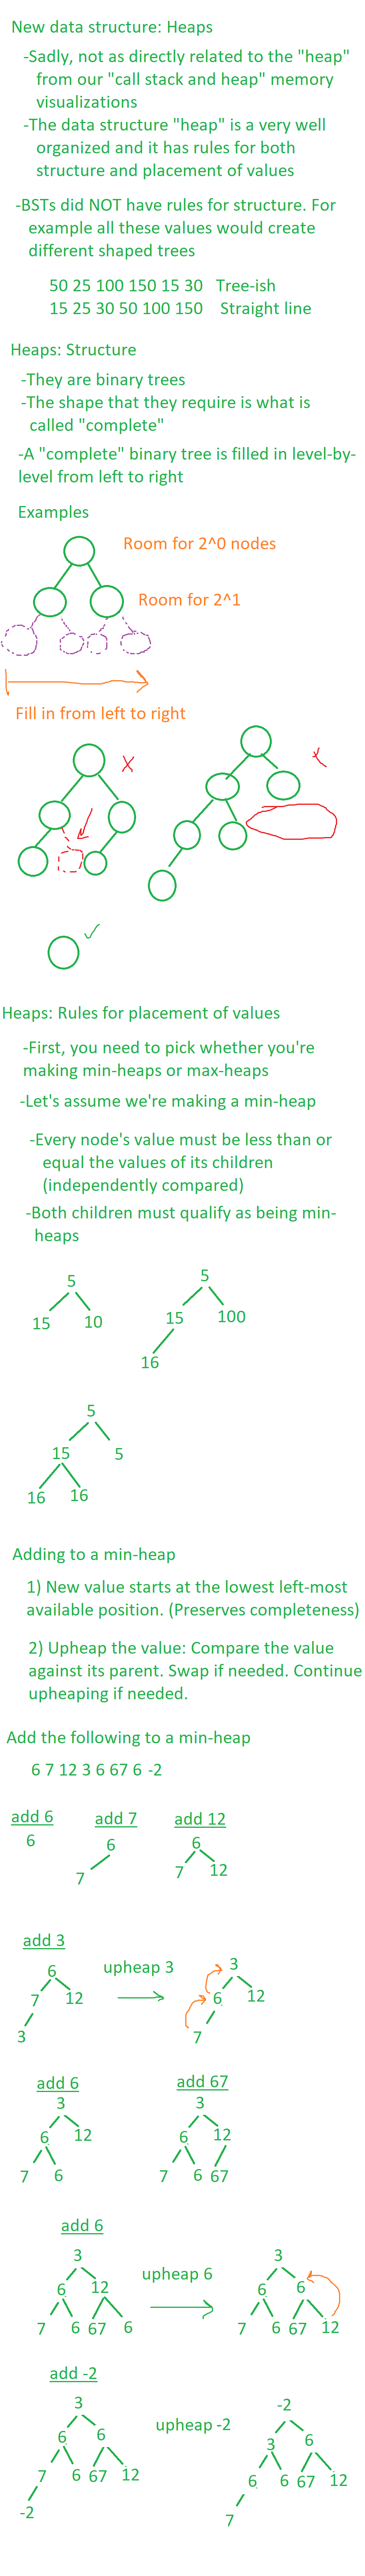 New data structure: Heaps
-Sadly, not as directly related to the "heap"
from our "call stack and heap" memory
visualizations
-The data structure "heap" is a very well
organized and it has rules for both
structure and placement of values
-BSTs did NOT have rules for structure. For
example all these values would create
different shaped trees
50 25 100 150 15 30 Tree-ish
15 25 30 50 100 150 Straight line
Heaps: Structure
-They are binary trees
-The shape that they require is what is
called "complete"
-A "complete" binary tree is filled in level-by-
level from left to right
Examples
Room for 2^0 nodes
Room for 2^1
Fill in from left to right
Heaps: Rules for placement of values
-First, you need to pick whether you're
making min-heaps or max-heaps
-Let's assume we're making a min-heap
-Every node's value must be less than or
equal the values of its children
(independently compared)
-Both children must qualify as being min-
heaps
5 5
15 10 15 100
16
5
15 5
16 16
Adding to a min-heap
1) New value starts at the lowest left-most
available position. (Preserves completeness)
2) Upheap the value: Compare the value
against its parent. Swap if needed. Continue
upheaping if needed.
Add the following to a min-heap
6 7 12 3 6 67 6 -2
add 6 add 7 add 12
6 6 6
7 7 12
add 3
6 upheap 3 3
7 12 6 12
3 7
add 6 add 67
3 3
6 12 6 12
7 6 7 6 67
add 6
3 upheap 6 3
6 12 6 6
7 6 67 6 7 6 67 12
add -2
3 upheap -2 -2
6 6 3 6
7 6 67 12 6 6 67 12
-2 7